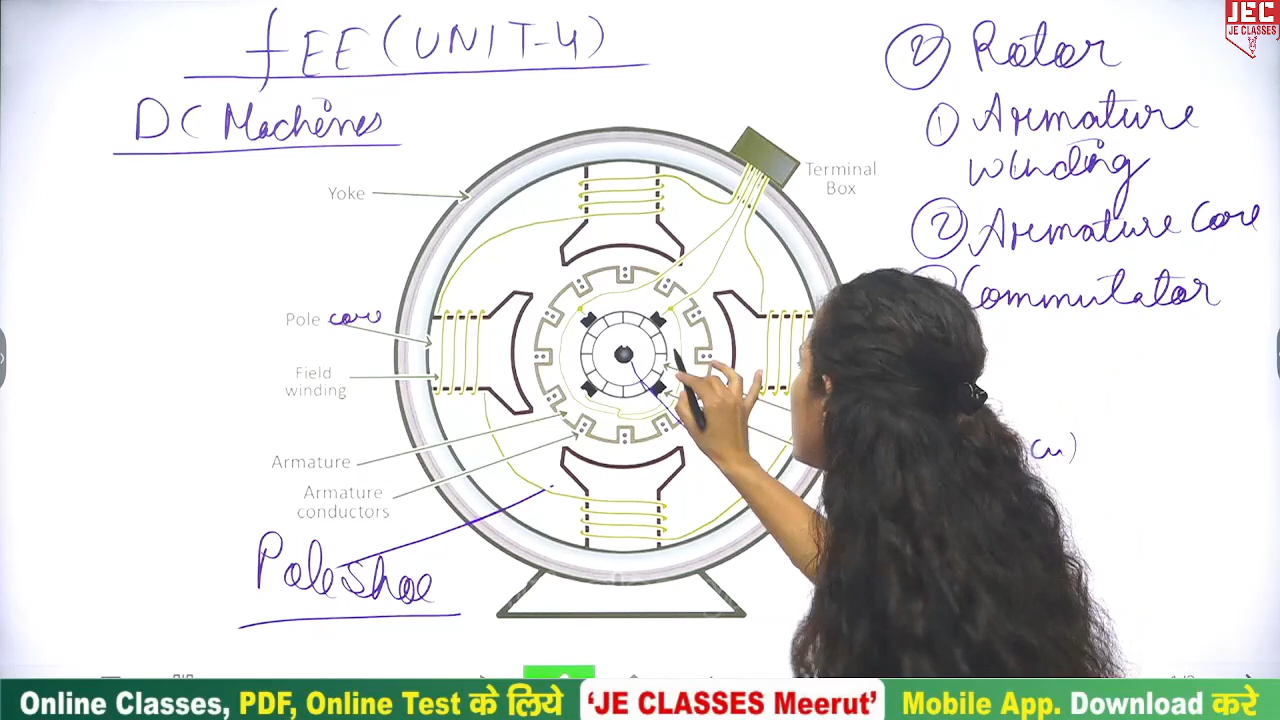 fEE (UNIT-4)
DC Machines
Yoke
Pole core
Field
winding
Armature
Armature
conductors
Pole Shoe
Terminal
Box
② Rotor
① Armature
winding
② Armature Core
Commutator
Cu)
JEC
JE CLASSES
Online Classes, PDF, Online Test के लिये 'JE CLASSES Meerut' Mobile App. Download करे